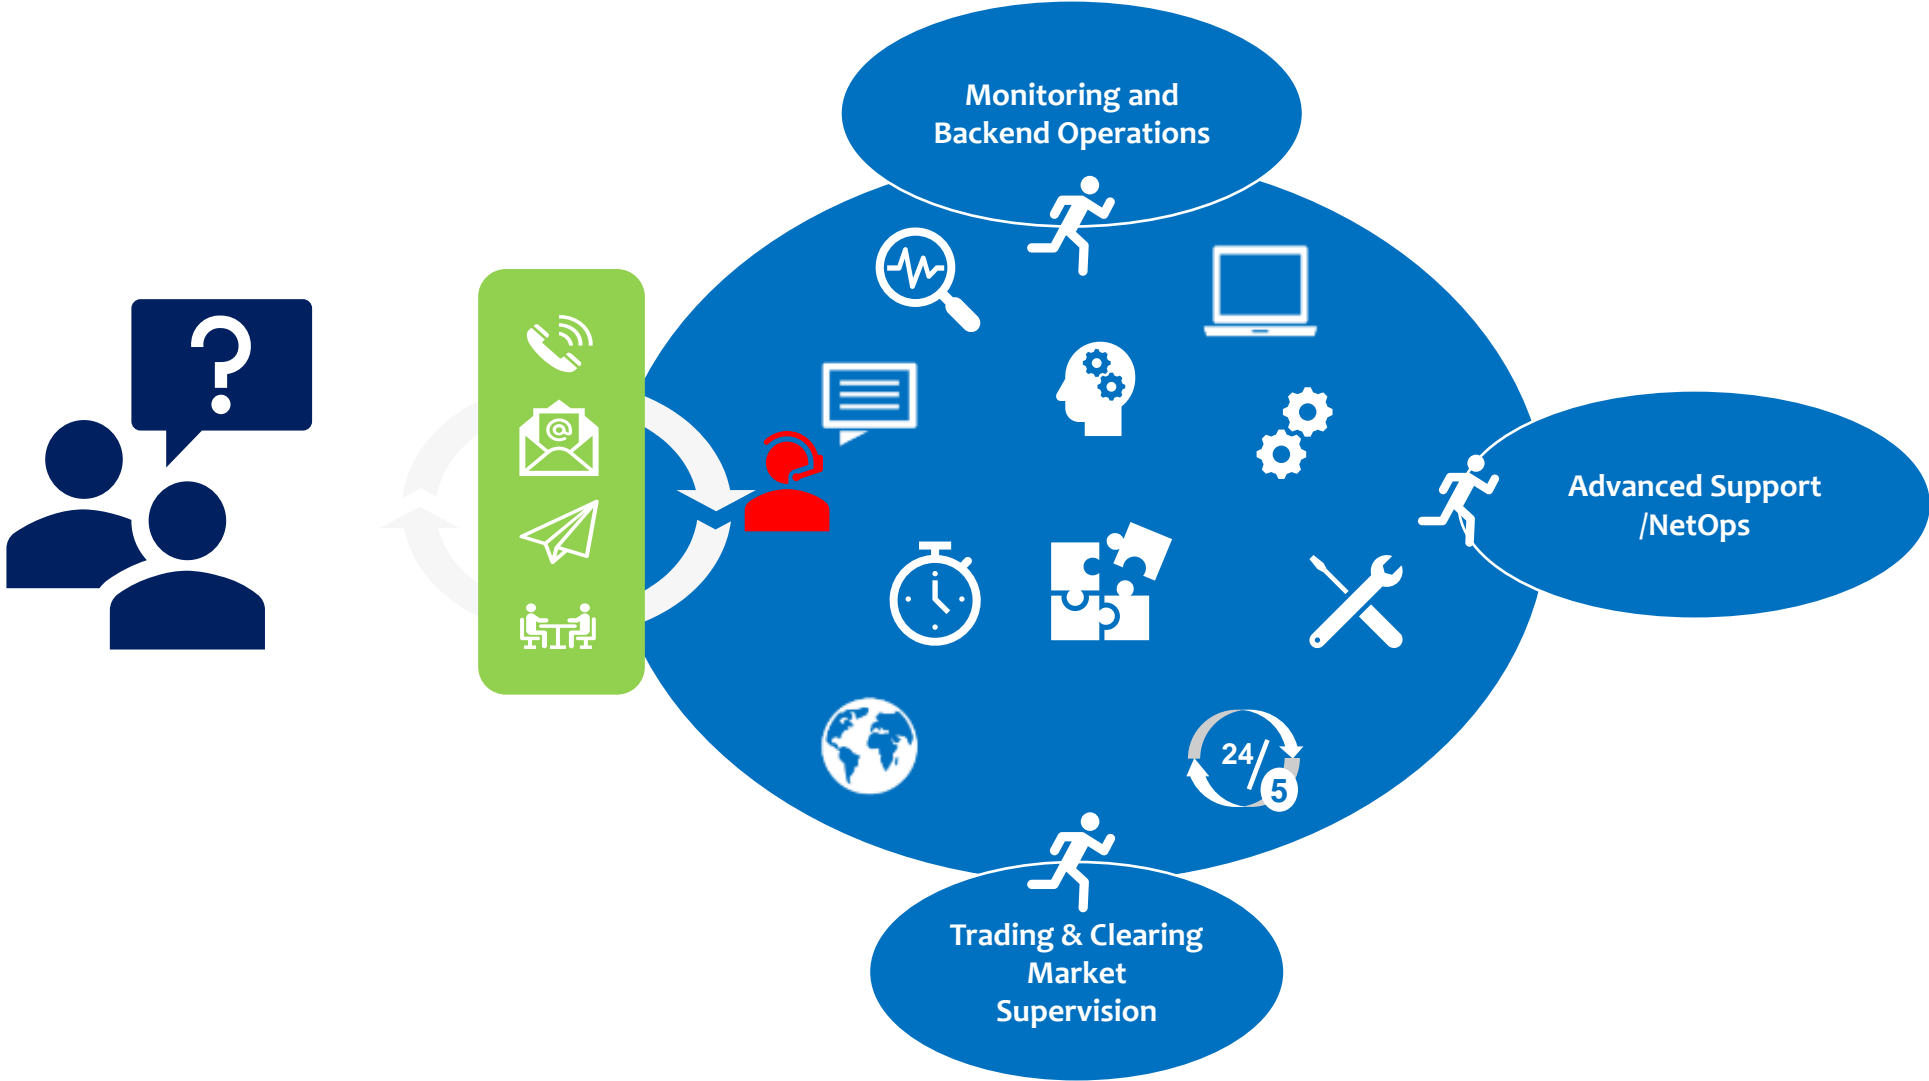 Monitoring and
Backend Operations
?
@
Advanced Support
/NetOps
24/
5
Trading & Clearing
Market
Supervision